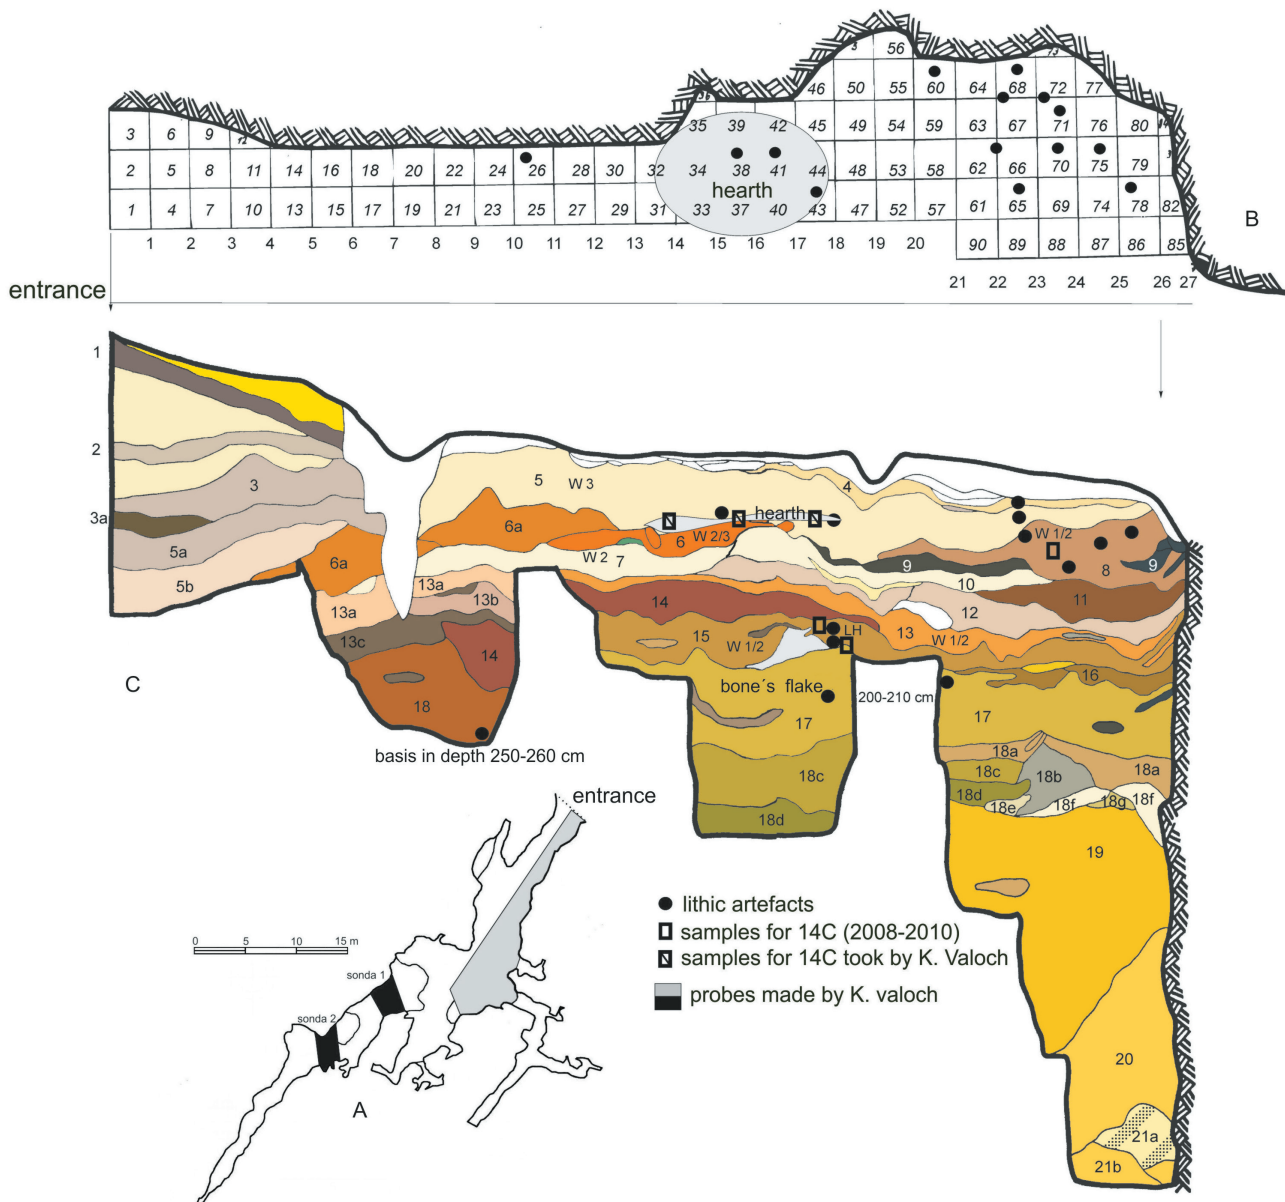 56
46 50 55 60 64 68 72 77
3 6 9 12 35 39 42 45 49 54 59 63 67 71 76 80
2 5 8 11 14 16 18 20 22 24 26 28 30 32 34 38 41 44 48 53 58 62 66 70 75 79
hearth
1 4 7 10 13 15 17 19 21 23 25 27 29 31 33 37 40 43 47 52 57 61 65 69 74 78 82
B
1 2 3 4 5 6 7 8 9 10 11 12 13 14 15 16 17 18 19 20 90 89 88 87 86 85
21 22 23 24 25 26 27
entrance
1
2
3
3a
5a
5b
4
5
W 3
6a
hearth
6
W 2/3
W 2
7
W 1/2
8
9
9
10
11
12
6a
13a
13a
13b
13c
14
14
13
W 1/2
15
W 1/2
LH
16
C
18
bone´s flake
200-210 cm
17
17
basis in depth 250-260 cm
18a
18a
18c
18b
18c
18d
18e
18f
18g
18f
18d
entrance
19
lithic artefacts
samples for 14C (2008-2010)
samples for 14C took by K. Valoch
probes made by K. valoch
0 5 10 15 m
sonda 1
sonda 2
A
20
21a
21b